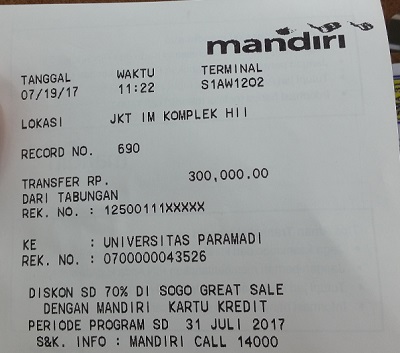 mandiri
TANGGAL WAKTU TERMINAL
07/19/17 11:22 S1AW12O2
LOKASI JKT IM KOMPLEK HII
RECORD NO. 690
TRANSFER RP. 300,000.00
DARI TABUNGAN
REK. NO. : 12500111XXXXX
KE : UNIVERSITAS PARAMADI
REK. NO. : 0700000043526
DISKON SD 70% DI SOGO GREAT SALE
DENGAN MANDIRI KARTU KREDIT
PERIODE PROGRAM SD 31 JULI 2017
S&K. INFO : MANDIRI CALL 14000